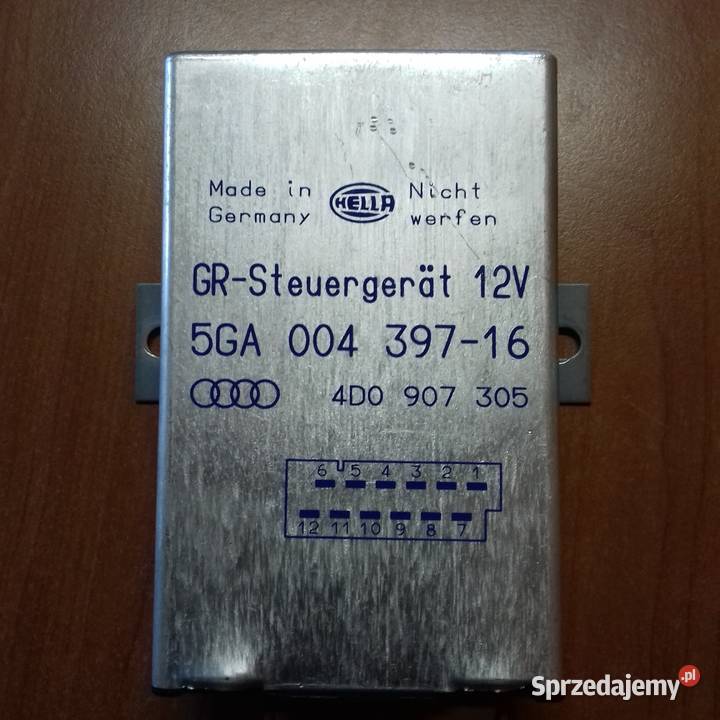 Made in HELLA Nicht
Germany werfen
GR-Steuergerät 12V
5GA 004 397-16
4D0 907 305
6 5 4 3 2 1
12 11 10 9 8 7
Sprzedajemy.pl